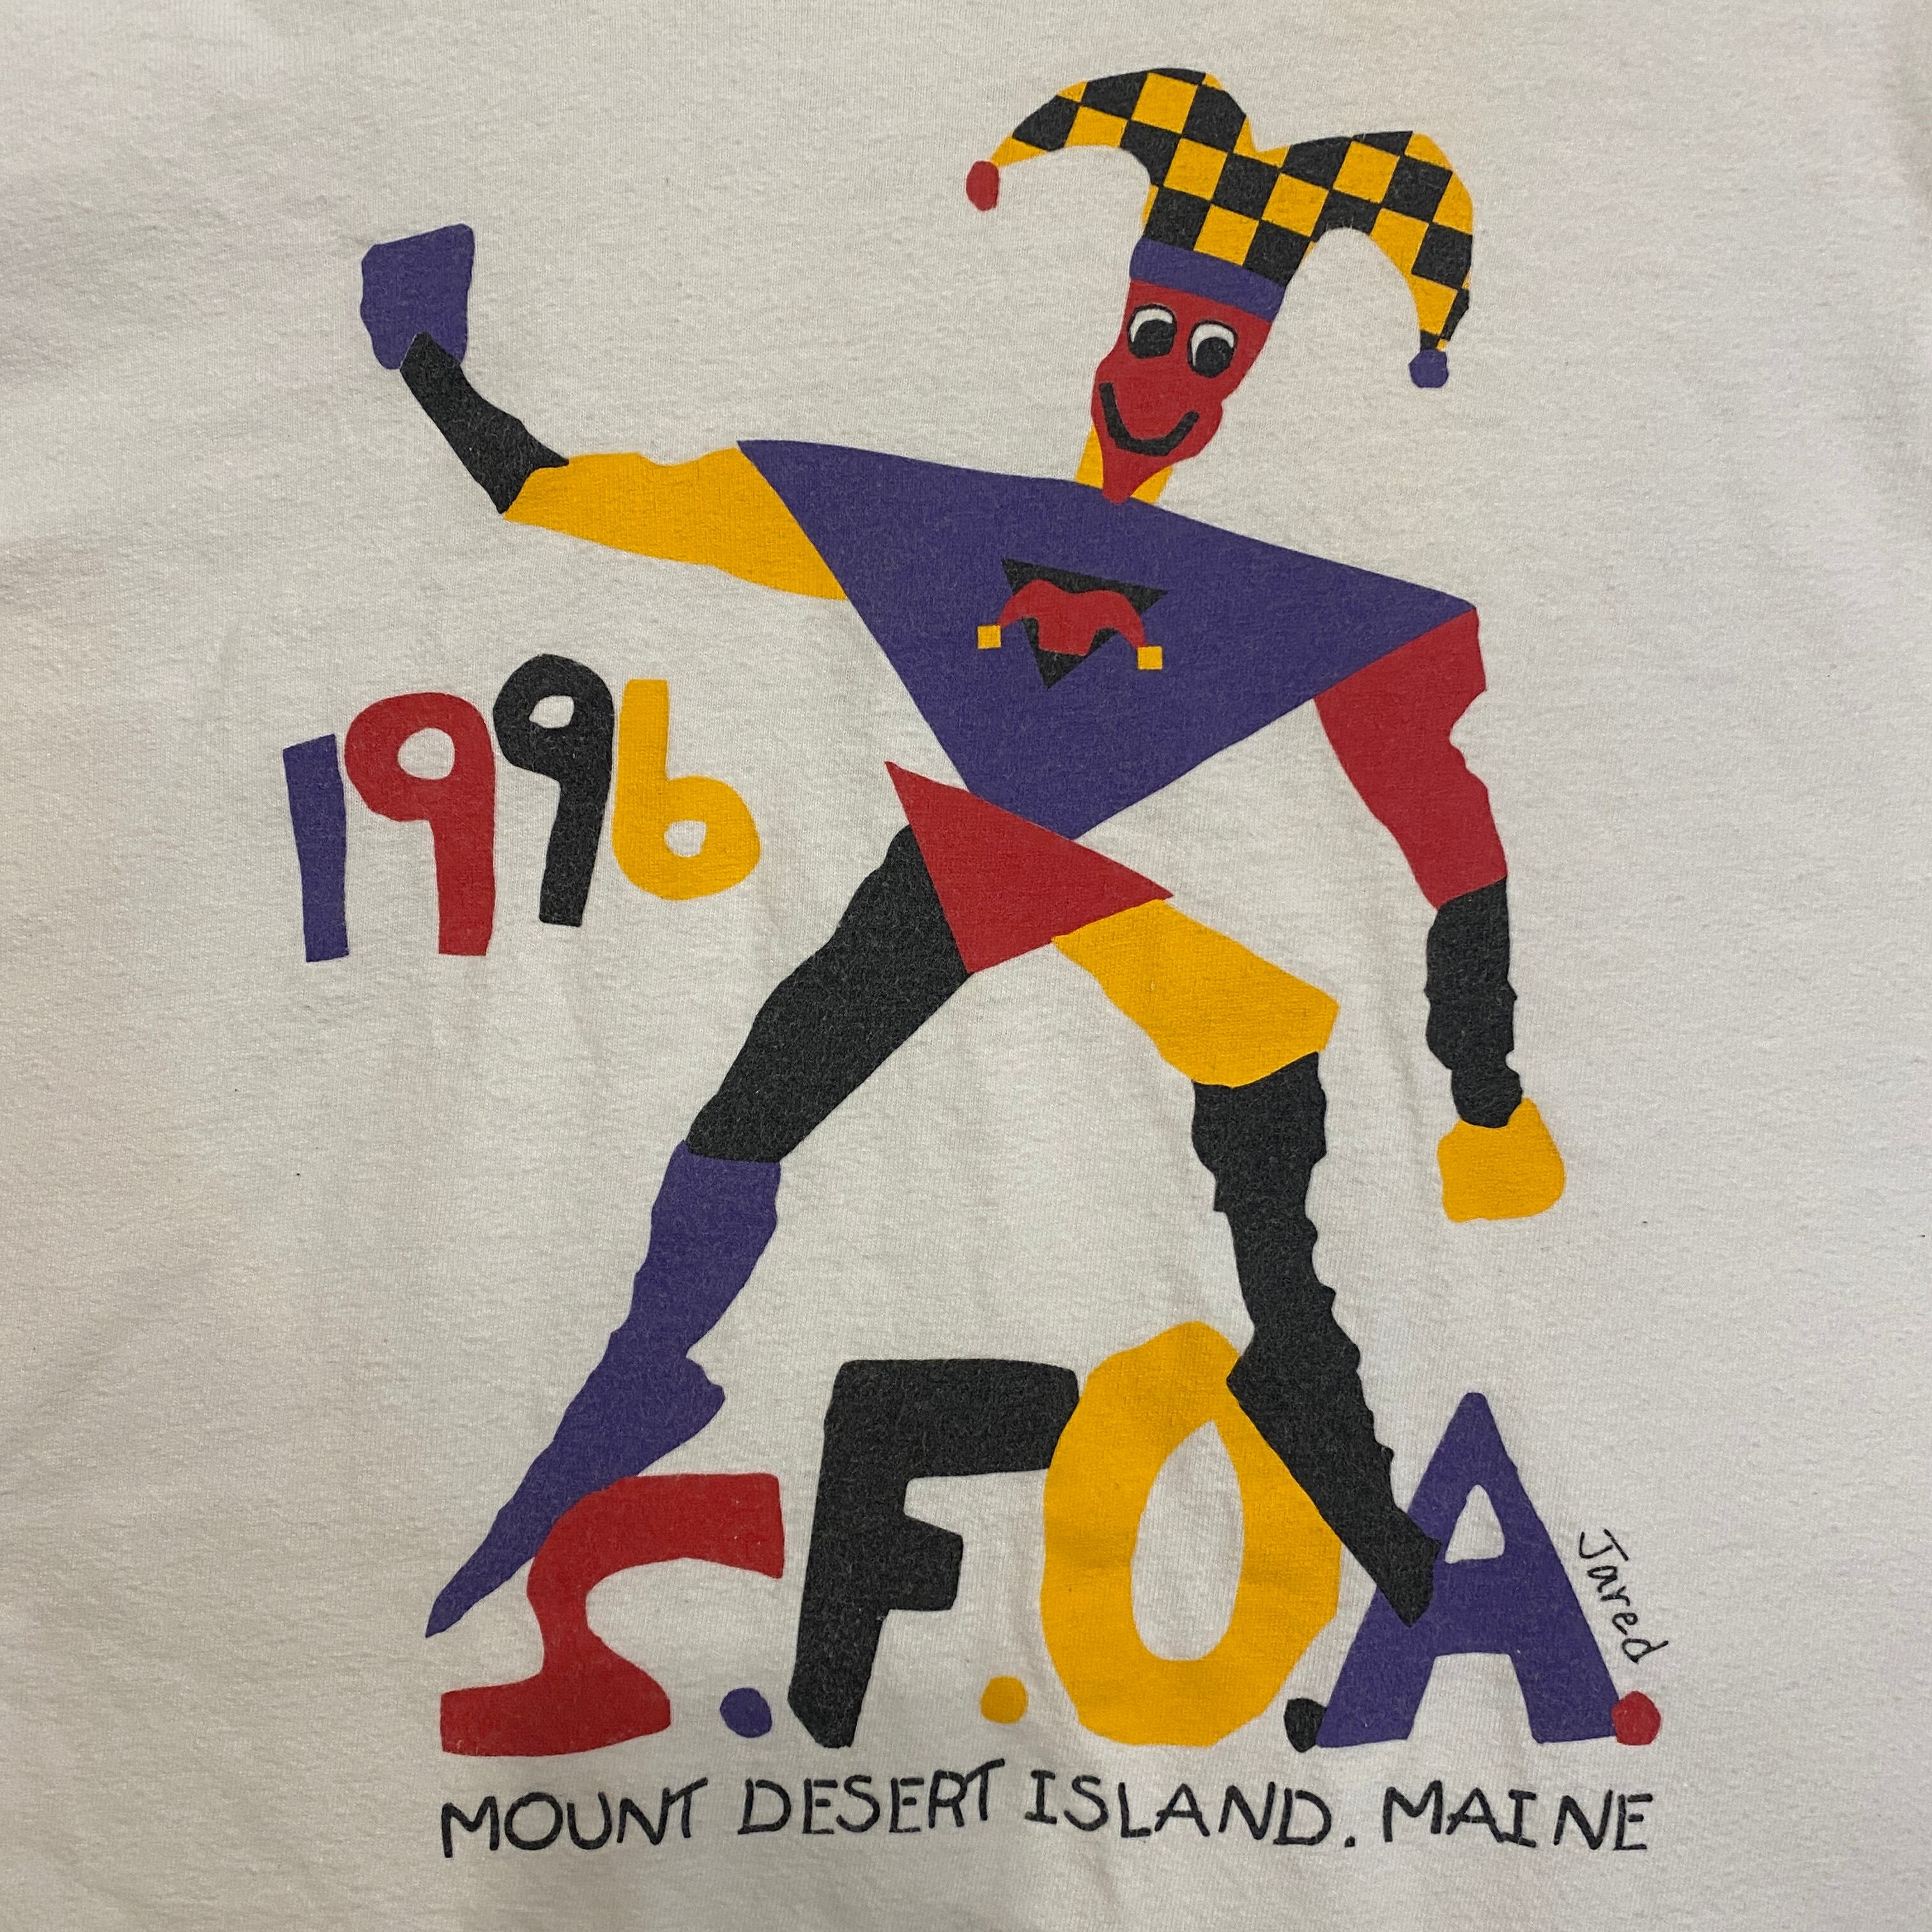 1996
S.F.O.A.
Jared
MOUNT DESERT ISLAND. MAINE